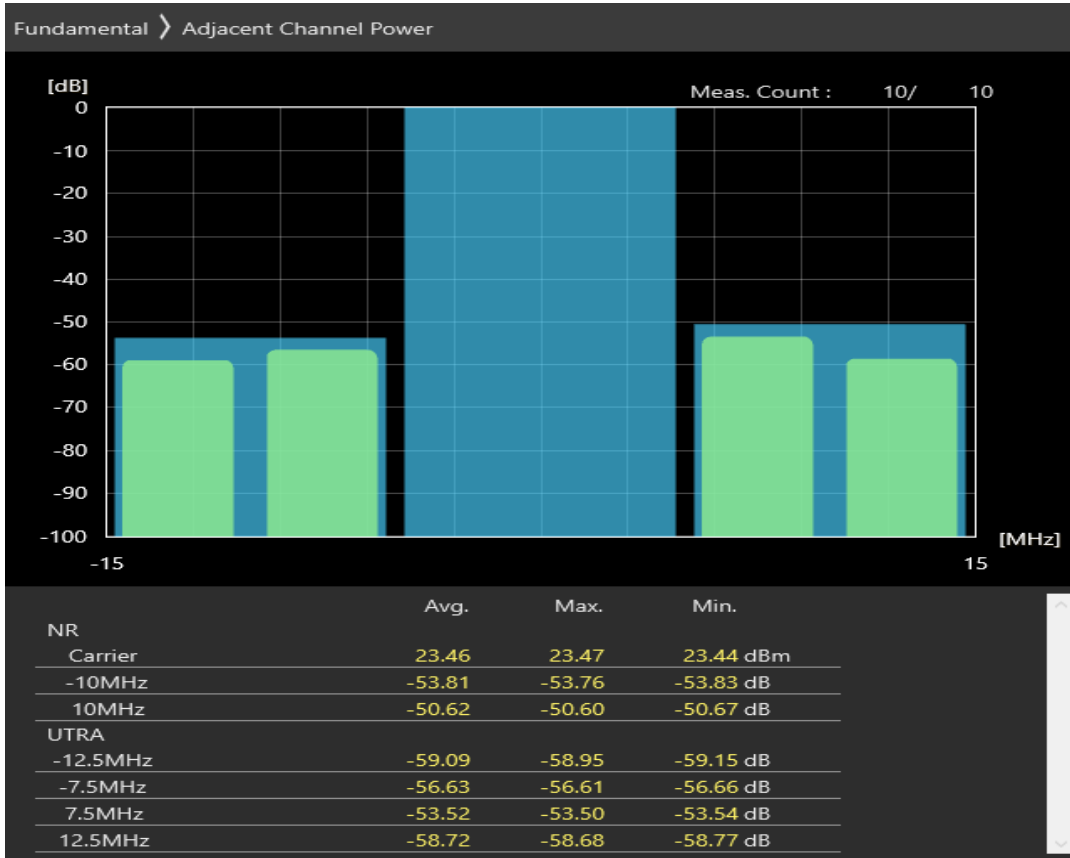 Fundamental ❯ Adjacent Channel Power
[dB]
Meas. Count : 10/ 10
0
-10
-20
-30
-40
-50
-60
-70
-80
-90
-100
[MHz]
-15 15
Avg. Max. Min.
NR
Carrier 23.46 23.47 23.44 dBm
-10MHz -53.81 -53.76 -53.83 dB
10MHz -50.62 -50.60 -50.67 dB
UTRA
-12.5MHz -59.09 -58.95 -59.15 dB
-7.5MHz -56.63 -56.61 -56.66 dB
7.5MHz -53.52 -53.50 -53.54 dB
12.5MHz -58.72 -58.68 -58.77 dB